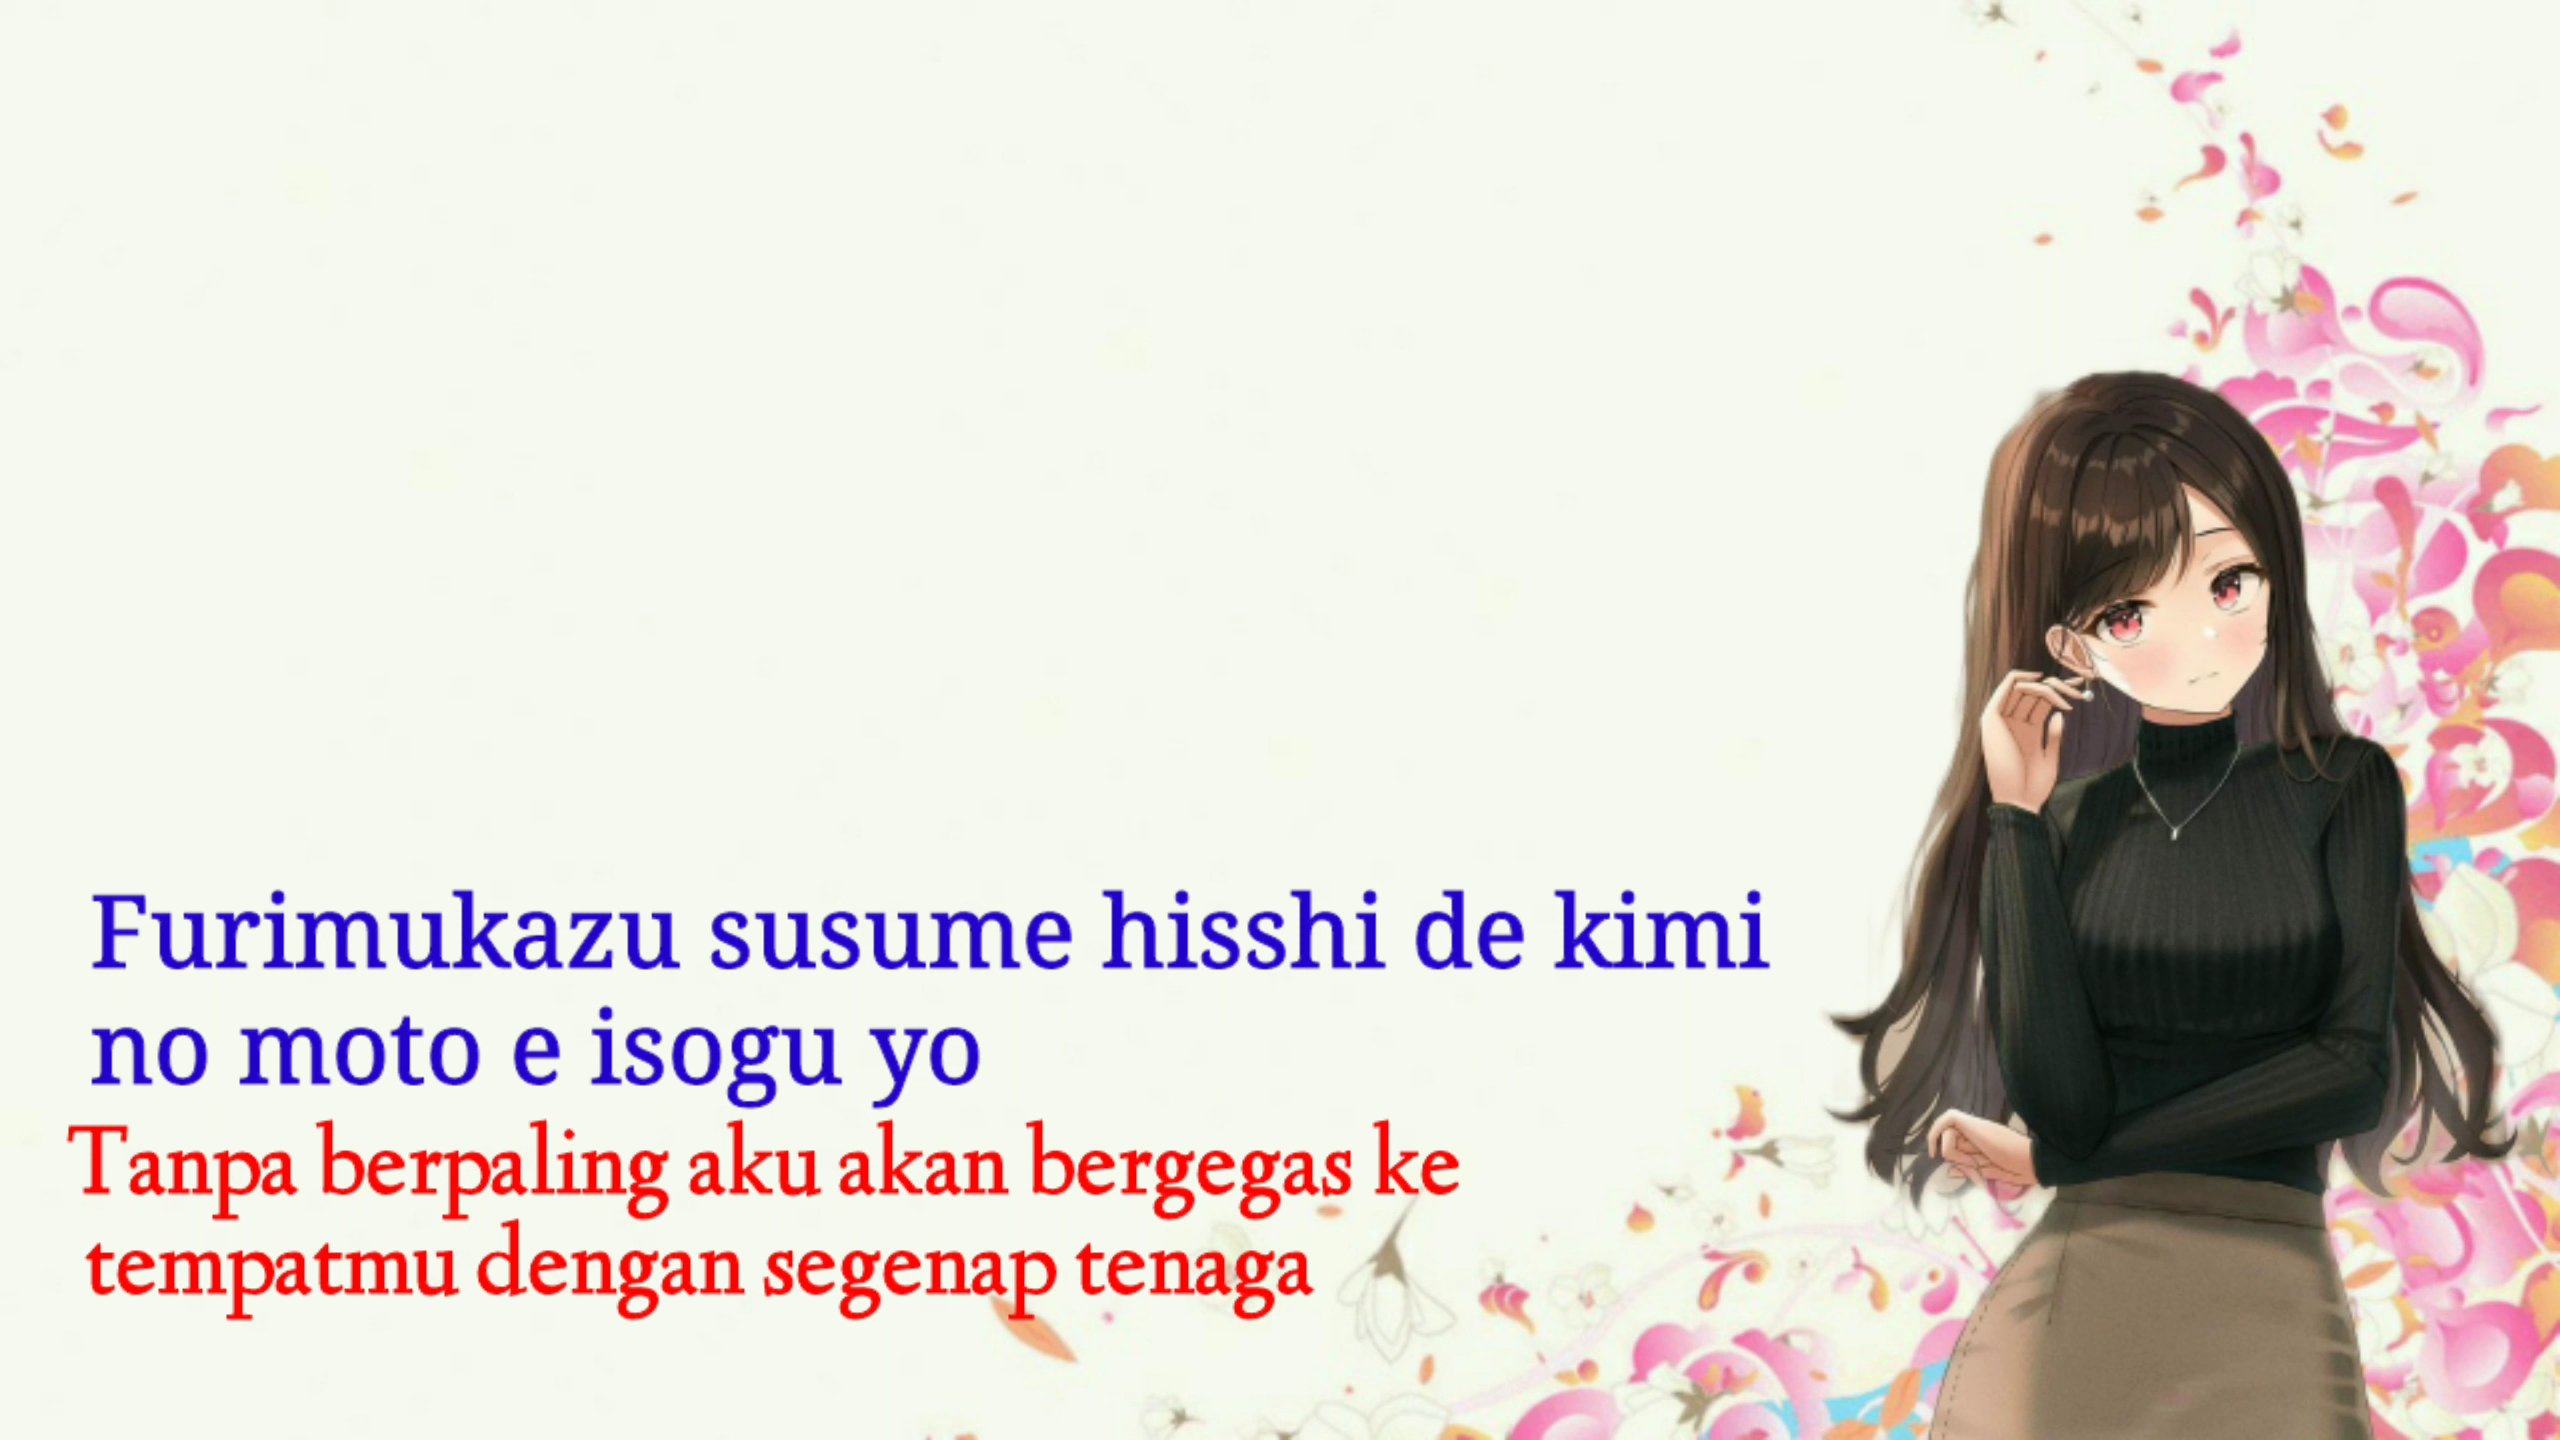 Furimukazu susume hisshi de kimi
no moto e isogu yo
Tanpa berpaling aku akan bergegas ke
tempatmu dengan segenap tenaga